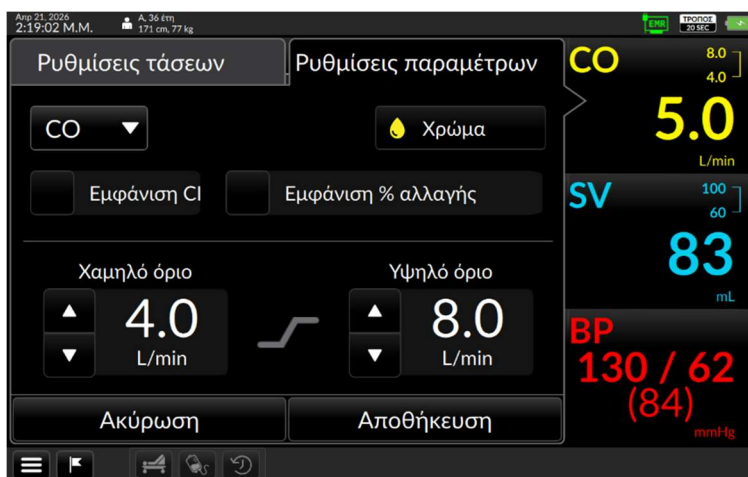 Απρ 21, 2026
2:19:02 Μ.Μ.
Α, 36 έτη
171 cm, 77 kg
EMR
ΤΡΟΠΟΣ
20 SEC
Ρυθμίσεις τάσεων
Ρυθμίσεις παραμέτρων
CO
Χρώμα
Εμφάνιση CI
Εμφάνιση % αλλαγής
Χαμηλό όριο
4.0
L/min
Υψηλό όριο
8.0
L/min
Ακύρωση
Αποθήκευση
CO
8.0
4.0
5.0
L/min
SV
100
60
83
mL
BP
130 / 62
(84)
mmHg